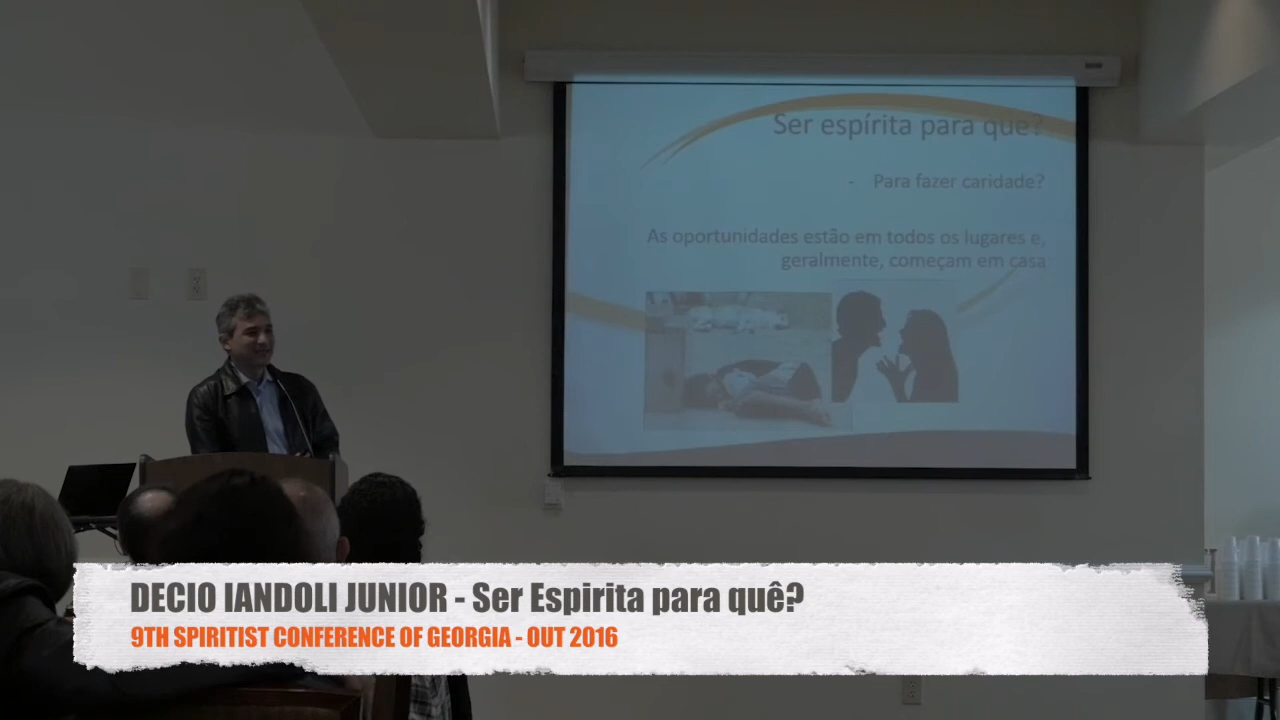 Ser espírita para que?
- Para fazer caridade?
As oportunidades estão em todos os lugares e,
geralmente, começam em casa
DECIO IANDOLI JUNIOR - Ser Espirita para quê?
9TH SPIRITIST CONFERENCE OF GEORGIA - OUT 2016